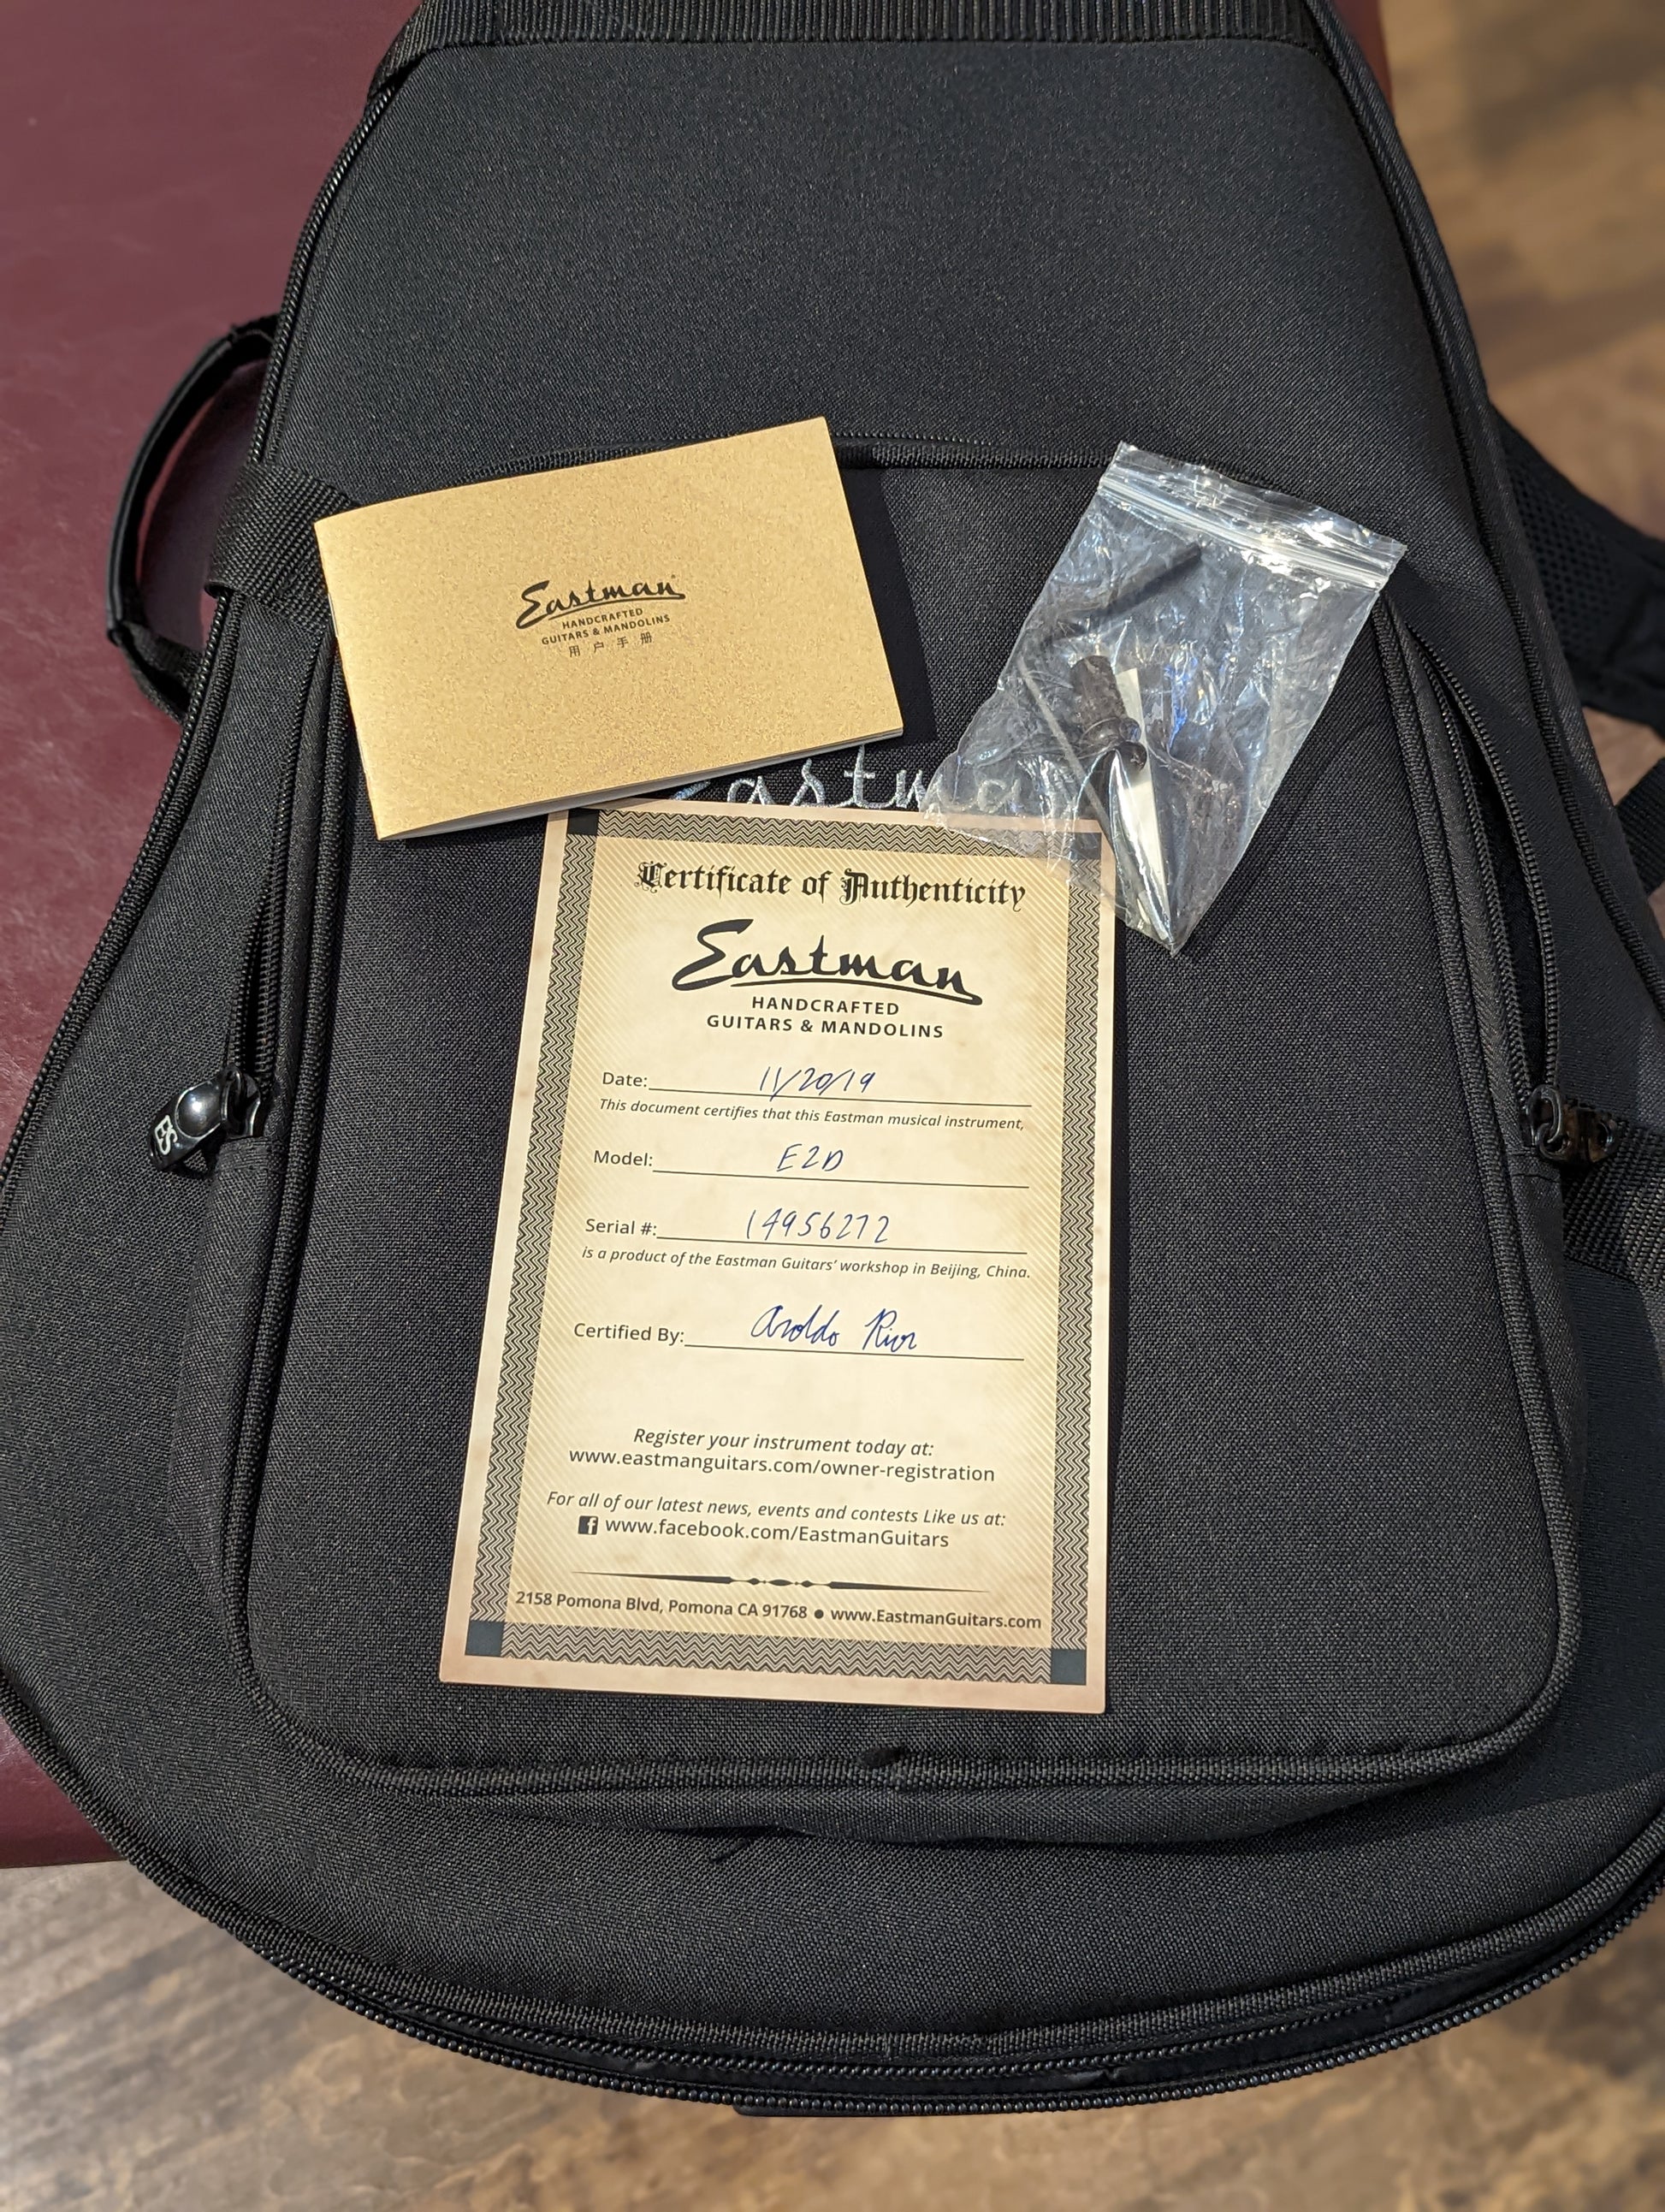 Eastman
HANDCRAFTED
GUITARS & MANDOLINS
用户手册
Eastman
Certificate of Authenticity
Eastman
HANDCRAFTED
GUITARS & MANDOLINS
Date: 11/20/19
This document certifies that this Eastman musical instrument,
Model: E2D
Serial #: 14956272
is a product of the Eastman Guitars' workshop in Beijing, China.
Certified By: Aroldo
Register your instrument today at:
www.eastmanguitars.com/owner-registration
For all of our latest news, events and contests Like us at:
www.facebook.com/EastmanGuitars
2158 Pomona Blvd, Pomona CA 91768 ● www.EastmanGuitars.com
ES